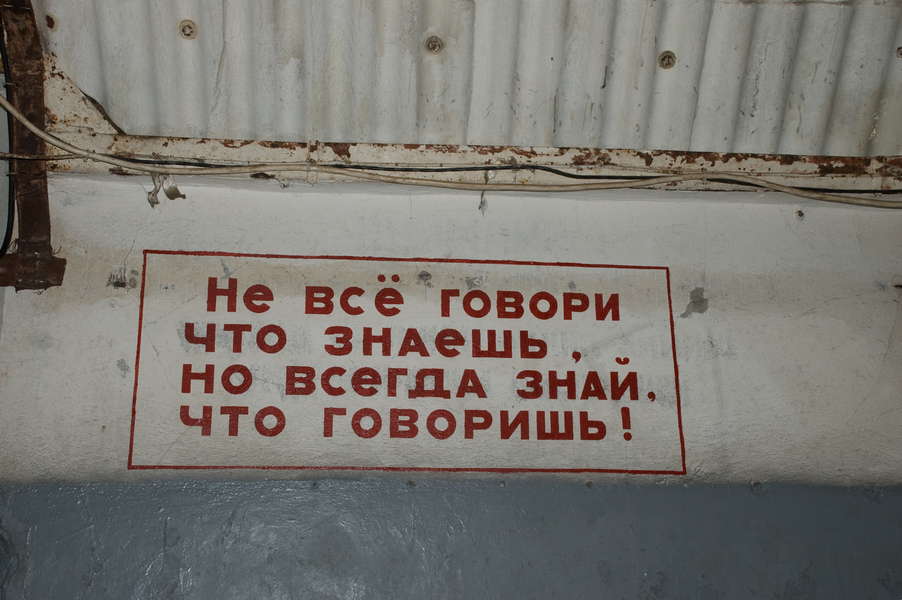 Не всё говори
что знаешь,
но всегда знай,
что говоришь!